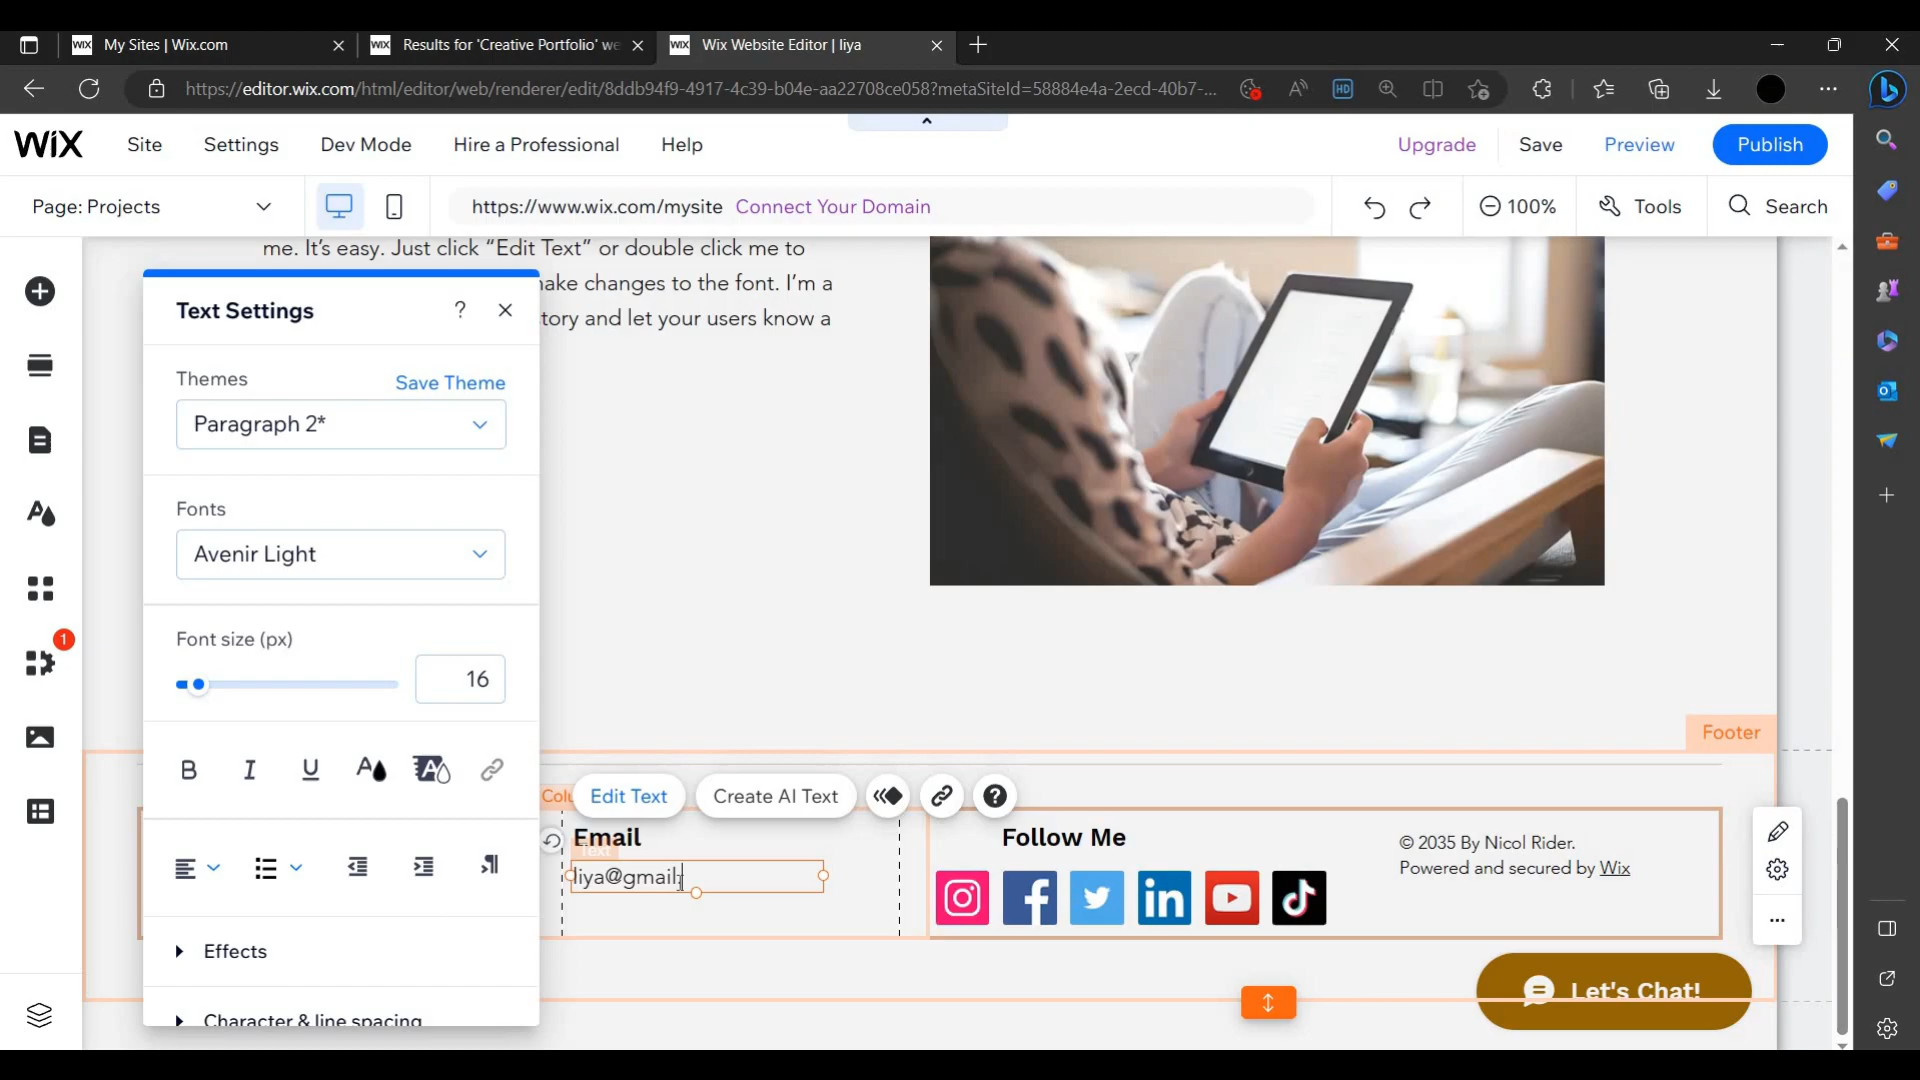 My Sites | Wix.com
Results for 'Creative Portfolio' we
Wix Website Editor | liya
https://editor.wix.com/html/editor/web/renderer/edit/8ddb94f9-4917-4c39-b04e-aa22708ce058?metaSiteId=58884e4a-2ecd-40b7-...
WIX
Site
Settings
Dev Mode
Hire a Professional
Help
Upgrade
Save
Preview
Publish
Page: Projects
https://www.wix.com/mysite
Connect Your Domain
100%
Tools
Search
me. It's easy. Just click “Edit Text” or double click me to
make changes to the font. I'm a
tory and let your users know a
Text Settings
?
Themes
Save Theme
Paragraph 2*
Fonts
Avenir Light
Font size (px)
16
B
I
U
Effects
Character & line spacing
1
Footer
Colu
Edit Text
Create AI Text
Email
Text
liya@gmail
Follow Me
© 2035 By Nicol Rider.
Powered and secured by Wix
Let's Chat!